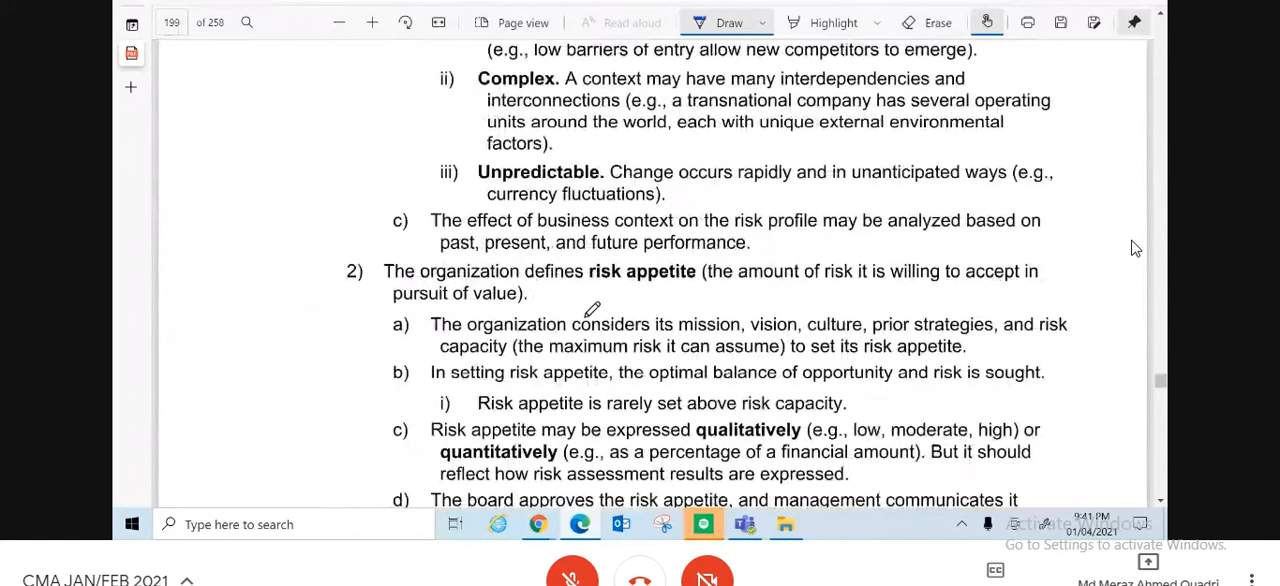 199 of 258 Page view Read aloud Draw Highlight Erase
(e.g., low barriers of entry allow new competitors to emerge).
ii) Complex. A context may have many interdependencies and
interconnections (e.g., a transnational company has several operating
units around the world, each with unique external environmental
factors).
iii) Unpredictable. Change occurs rapidly and in unanticipated ways (e.g.,
currency fluctuations).
c) The effect of business context on the risk profile may be analyzed based on
past, present, and future performance.
2) The organization defines risk appetite (the amount of risk it is willing to accept in
pursuit of value).
a) The organization considers its mission, vision, culture, prior strategies, and risk
capacity (the maximum risk it can assume) to set its risk appetite.
b) In setting risk appetite, the optimal balance of opportunity and risk is sought.
i) Risk appetite is rarely set above risk capacity.
c) Risk appetite may be expressed qualitatively (e.g., low, moderate, high) or
quantitatively (e.g., as a percentage of a financial amount). But it should
reflect how risk assessment results are expressed.
d) The board approves the risk appetite, and management communicates it
Activate Windows
Go to Settings to activate Windows.
Type here to search
9:41 PM
01/04/2021
CMA JAN/FEB 2021
Md Meraz Ahmed Quadri